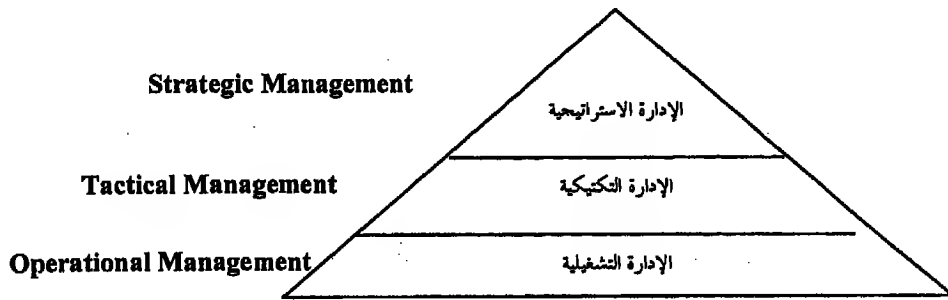 Strategic Management
الإدارة الاستراتيجية
Tactical Management
الإدارة التكتيكية
Operational Management
الإدارة التشغيلية